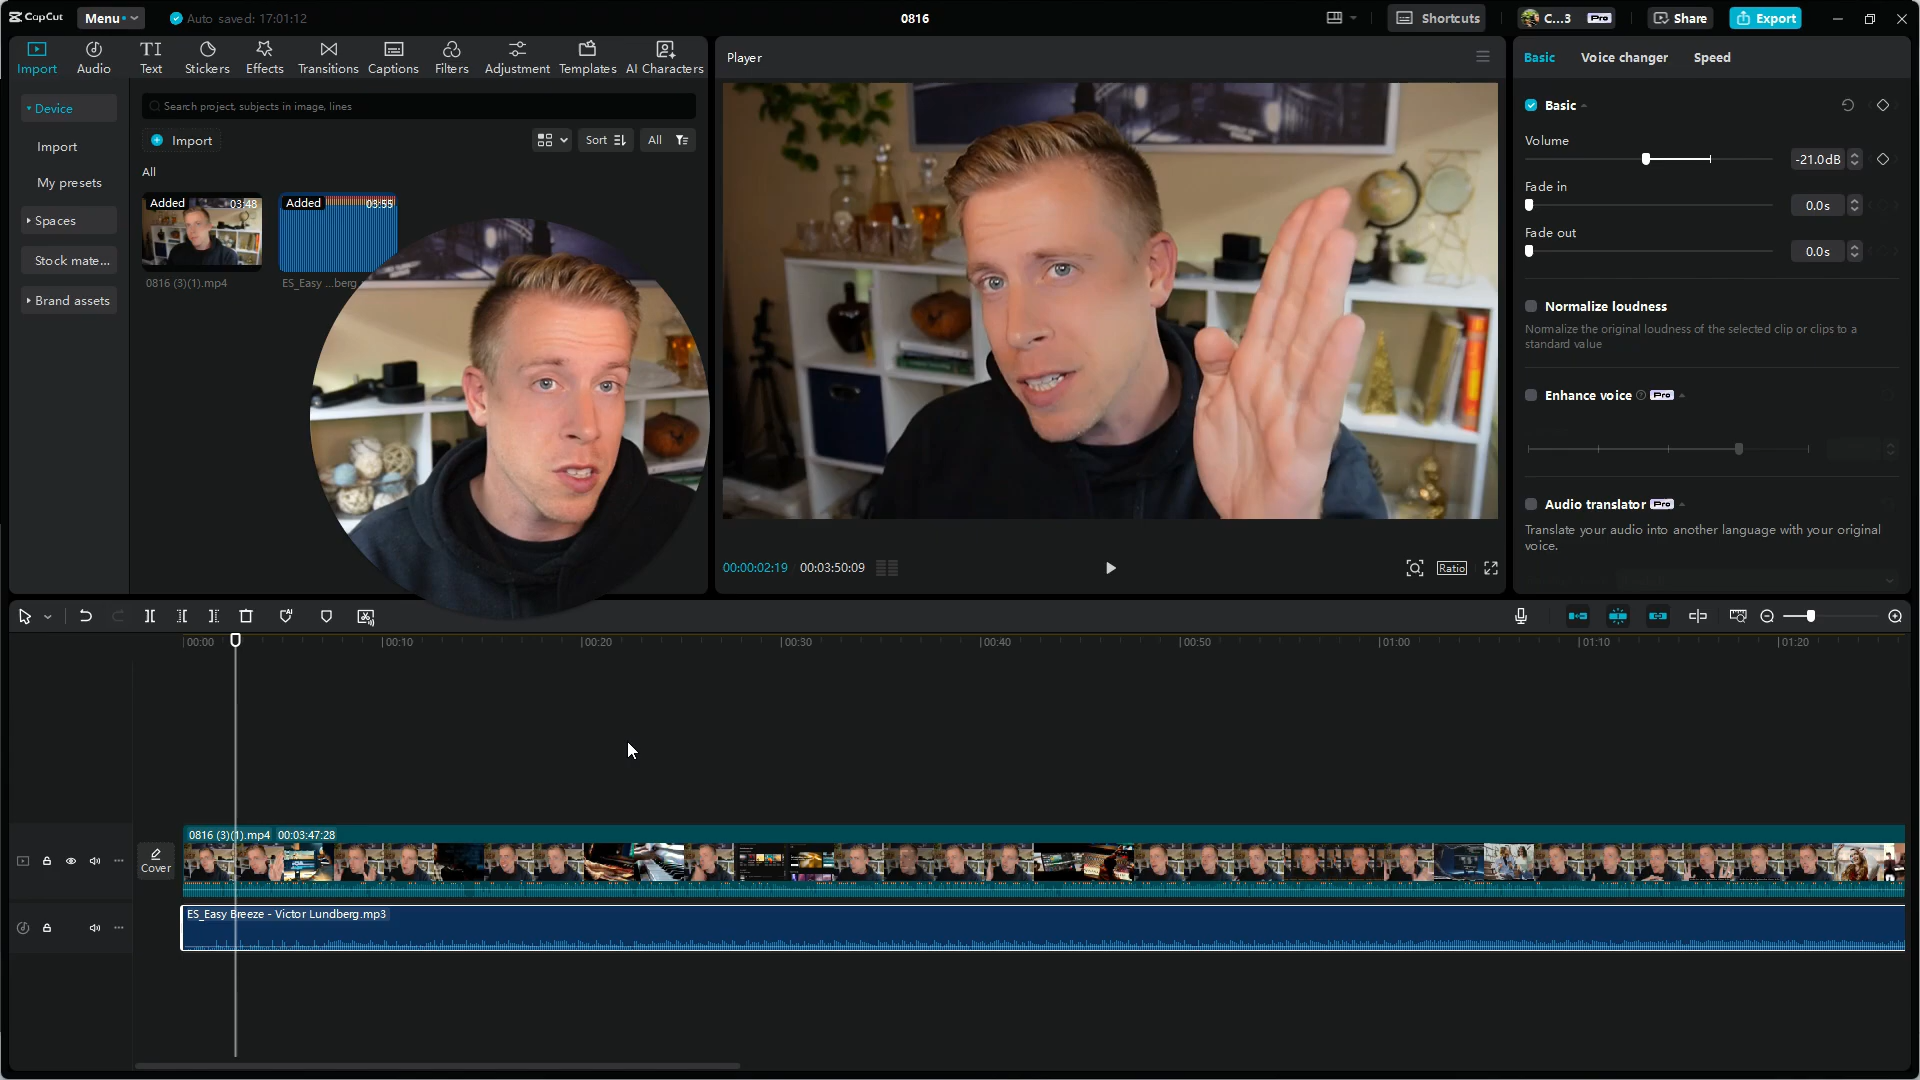 CapCut
Menu
Auto saved: 17:01:12
0816
Shortcuts
C...3
Pro
Share
Export
Import
Audio
TI
Text
Stickers
Effects
Transitions
Captions
Filters
Adjustment
Templates
AI Characters
Device
Import
My presets
Spaces
Stock mate...
Brand assets
Search project, subjects in image, lines
Import
Sort
All
All
Added
03:48
0816 (3)(1).mp4
Added
03:55
ES_Easy ...berg
Player
00:00:02:19
00:03:50:09
Ratio
Basic
Voice changer
Speed
Basic
Volume
-21.0dB
Fade in
0.0s
Fade out
0.0s
Normalize loudness
Normalize the original loudness of the selected clip or clips to a
standard value
Enhance voice
Pro
Audio translator
Pro
Translate your audio into another language with your original
voice.
00:00
00:10
00:20
00:30
00:40
00:50
01:00
01:10
01:20
Cover
0816 (3)(1).mp4
00:03:47:28
ES_Easy Breeze - Victor Lundberg.mp3